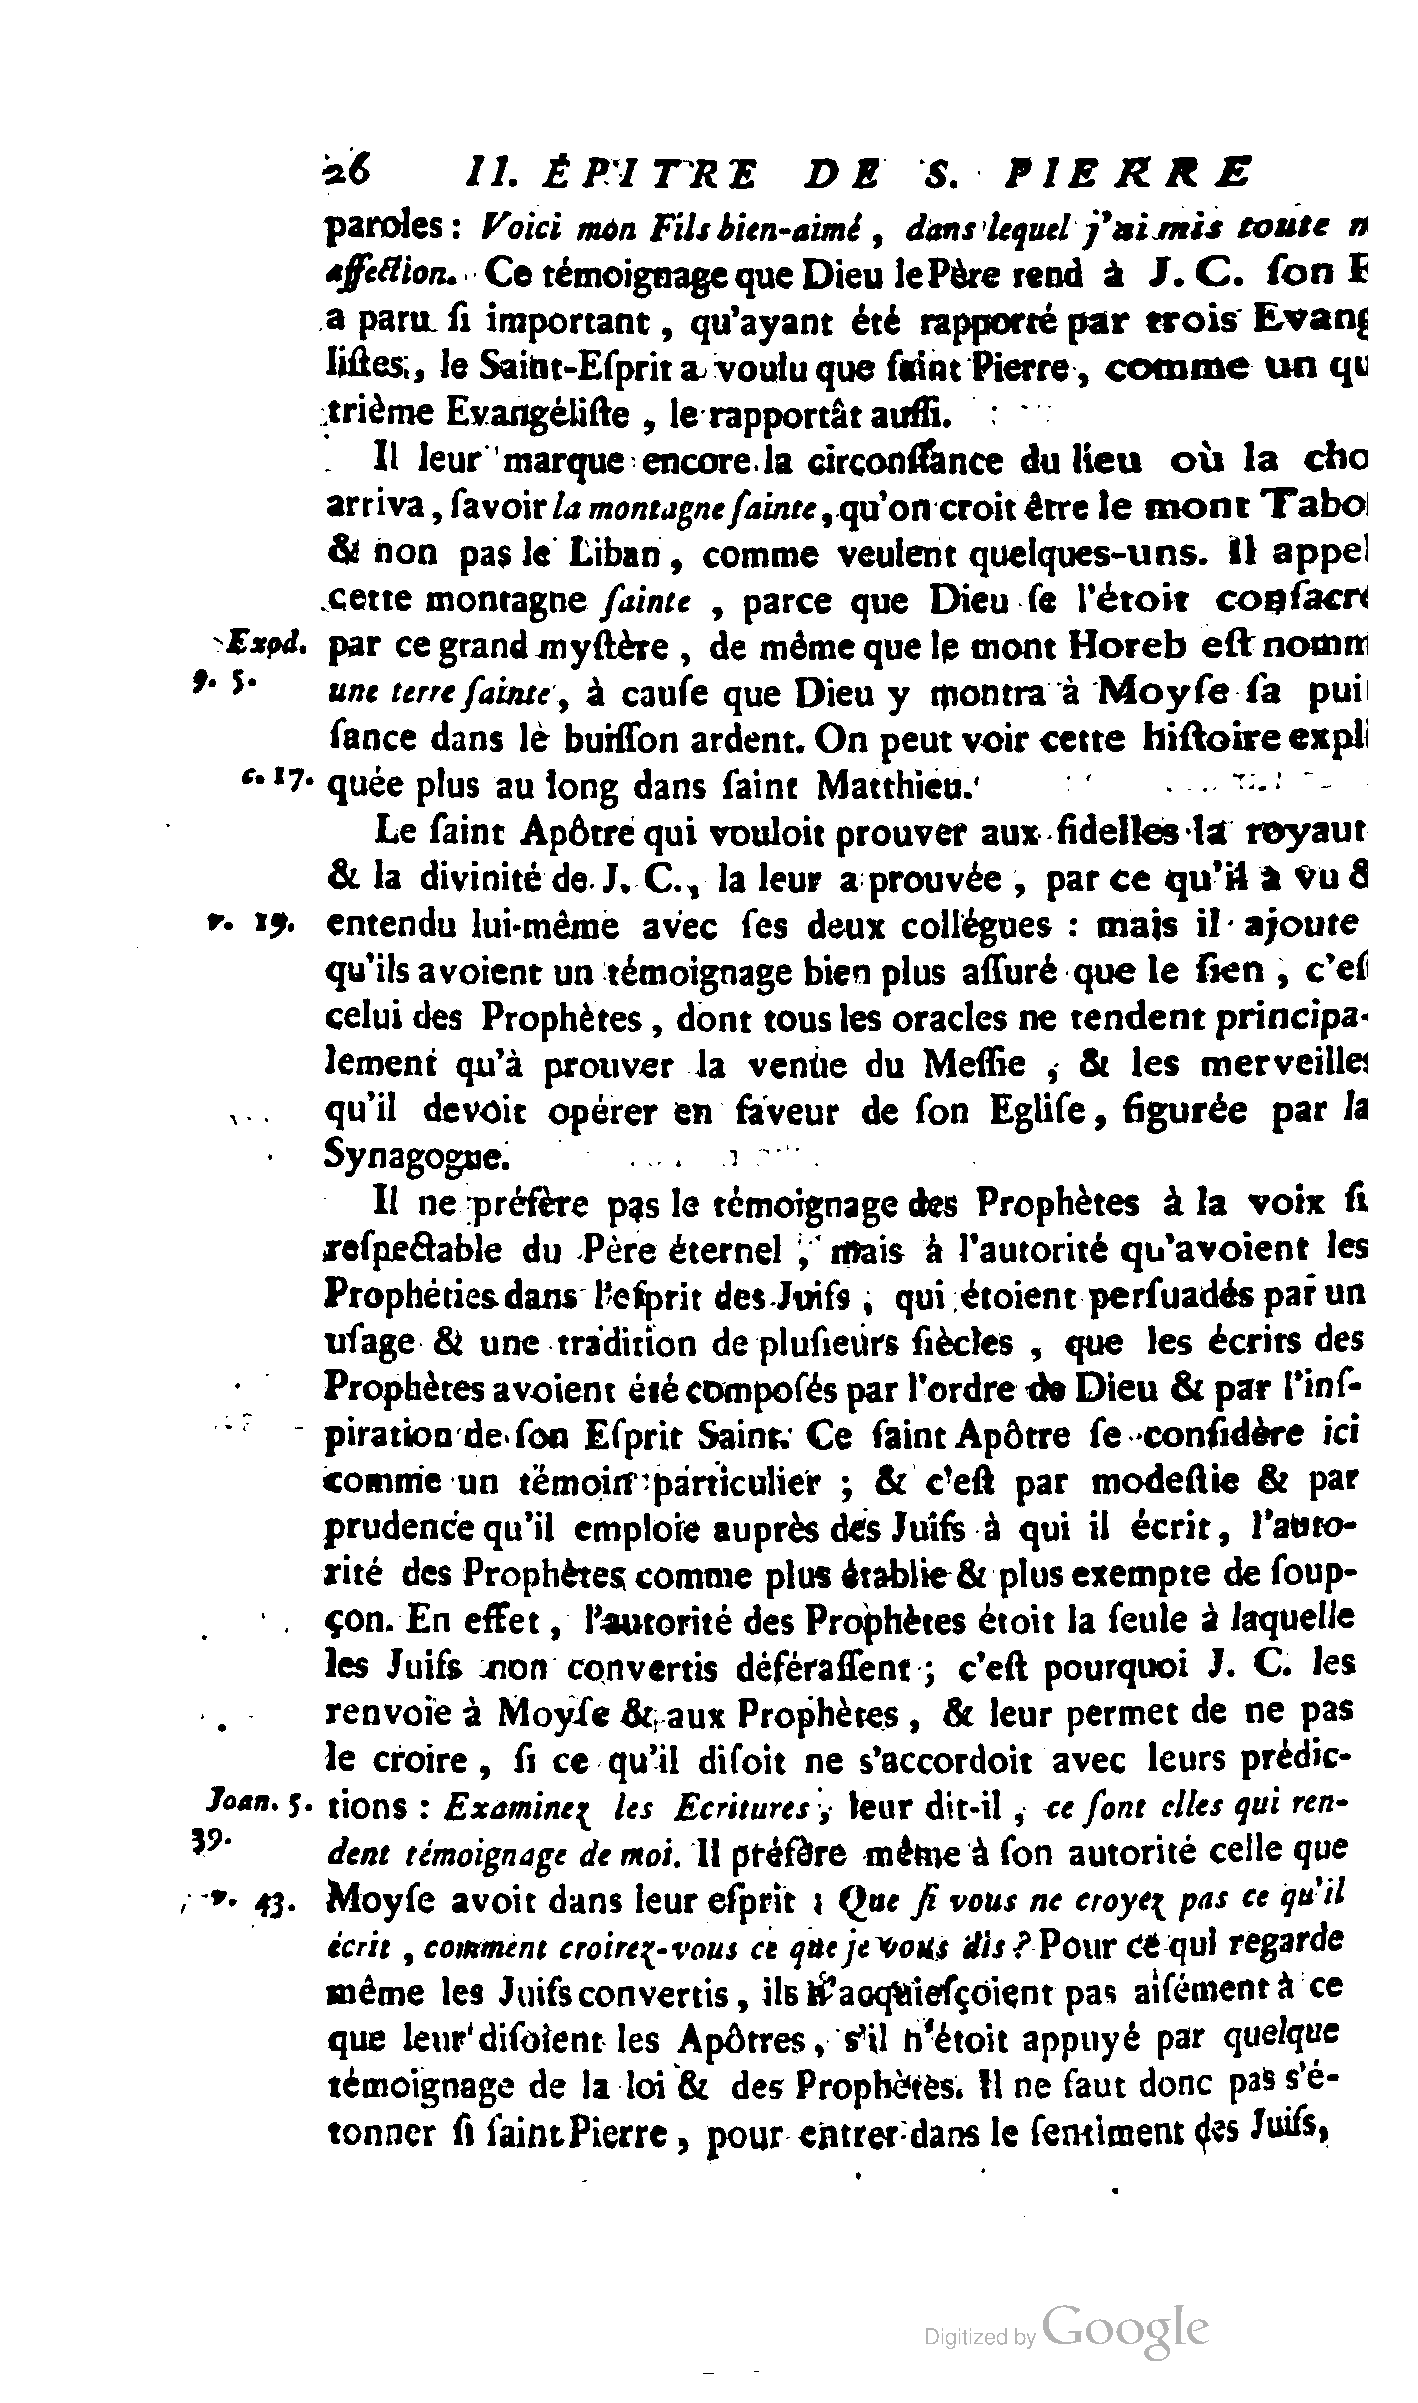 26 II. ÉPITRE DE S. PIERRE
paroles : Voici mon Fils bien-aimé, dans lequel j'ai mis toute
affection. Ce témoignage que Dieu le Père rend à J. C. ſon
a paru ſi important, qu'ayant été rapporté par trois Evang
liſtes, le Saint-Eſprit a voulu que ſaint Pierre, comme un qu
trième Evangéliſte, le rapportât auſſi.
Il leur marque encore la circonſtance du lieu où la cho
arriva, ſavoir la montagne ſainte, qu'on croit être le mont Tabo
& non pas le Liban, comme veulent quelques-uns. Il appel
cette montagne ſainte, parce que Dieu ſe l'étoit conſacré
Exod. par ce grand myſtère, de même que le mont Horeb eſt nomm
9. 5. une terre ſainte, à cauſe que Dieu y montra à Moyſe ſa puiſ
ſance dans le buiſſon ardent. On peut voir cette hiſtoire expli
c. 17. quée plus au long dans ſaint Matthieu.
Le ſaint Apôtre qui vouloit prouver aux fidelles la royaut
& la divinité de J. C., la leur a prouvée, par ce qu'il a vu &
v. 19. entendu lui-même avec ſes deux collégues : mais il ajoute
qu'ils avoient un témoignage bien plus aſſuré que le ſien, c'eſ
celui des Prophètes, dont tous les oracles ne tendent principa-
lement qu'à prouver la venûe du Meſſie, & les merveilles
qu'il devoit opérer en faveur de ſon Egliſe, figurée par la
Synagogue.
Il ne préfère pas le témoignage des Prophètes à la voix ſi
reſpectable du Père éternel, mais à l'autorité qu'avoient les
Prophéties dans l'eſprit des Juifs, qui étoient perſuadés par un
uſage & une tradition de pluſieurs ſiècles, que les écrits des
Prophètes avoient été compoſés par l'ordre de Dieu & par l'inſ-
piration de ſon Eſprit Saint. Ce ſaint Apôtre ſe conſidère ici
comme un témoin particulier ; & c'eſt par modeſtie & par
prudence qu'il emploie auprès des Juifs à qui il écrit, l'auto-
rité des Prophètes comme plus établie & plus exempte de ſoup-
çon. En effet, l'autorité des Prophètes étoit la ſeule à laquelle
les Juifs non convertis déféraſſent ; c'eſt pourquoi J. C. les
renvoie à Moyſe & aux Prophètes, & leur permet de ne pas
le croire, ſi ce qu'il diſoit ne s'accordoit avec leurs prédic-
Joan. 5. tions : Examinez les Ecritures, leur dit-il, ce ſont elles qui ren-
39. dent témoignage de moi. Il préfère même à ſon autorité celle que
v. 43. Moyſe avoit dans leur eſprit : Que ſi vous ne croyez pas ce qu'il
écrit, comment croirez-vous ce que je vous dis ? Pour ce qui regarde
même les Juifs convertis, ils n'acquieſçoient pas aiſément à ce
que leur diſoient les Apôtres, s'il n'étoit appuyé par quelque
témoignage de la loi & des Prophètes. Il ne faut donc pas s'é-
tonner ſi ſaint Pierre, pour entrer dans le ſentiment des Juifs,
Digitized by Google